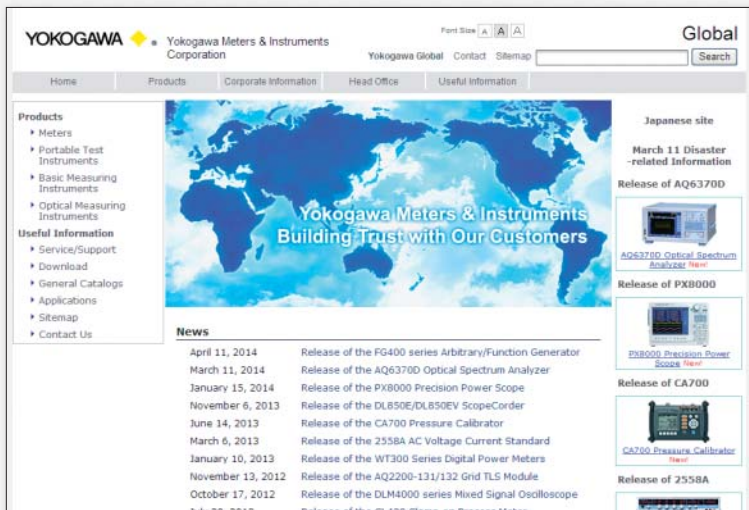 YOKOGAWA
Yokogawa Meters & Instruments
Corporation
Font Size A A A
Global
Yokogawa Global Contact Sitemap
Search
Home Products Corporate Information Head Office Useful Information
Products
Meters
Portable Test
Instruments
Basic Measuring
Instruments
Optical Measuring
Instruments
Useful Information
Service/Support
Download
General Catalogs
Applications
Sitemap
Contact Us
Yokogawa Meters & Instruments
Building Trust with Our Customers
News
April 11, 2014 Release of the FG400 series Arbitrary/Function Generator
March 11, 2014 Release of the AQ6370D Optical Spectrum Analyzer
January 15, 2014 Release of the PX8000 Precision Power Scope
November 6, 2013 Release of the DL850E/DL850EV ScopeCorder
June 14, 2013 Release of the CA700 Pressure Calibrator
March 6, 2013 Release of the 2558A AC Voltage Current Standard
January 10, 2013 Release of the WT300 Series Digital Power Meters
November 13, 2012 Release of the AQ2200-131/132 Grid TLS Module
October 17, 2012 Release of the DLM4000 series Mixed Signal Oscilloscope
Japanese site
March 11 Disaster
-related Information
Release of AQ6370D
AQ6370D Optical Spectrum
Analyzer New!
Release of PX8000
PX8000 Precision Power
Scope New!
Release of CA700
CA700 Pressure Calibrator
New!
Release of 2558A